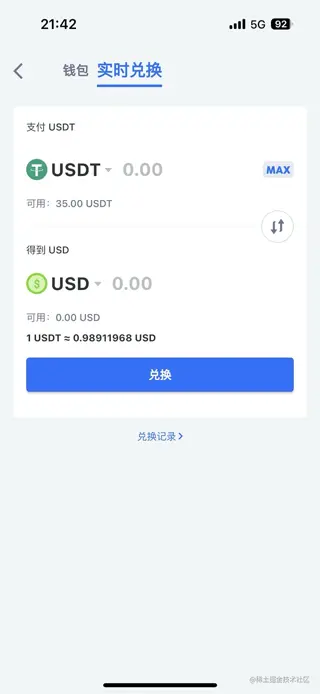 21:42 5G 92
钱包 实时兑换
支付 USDT
USDT 0.00 MAX
可用：35.00 USDT
得到 USD
USD 0.00
可用：0.00 USD
1 USDT ≈ 0.98911968 USD
兑换
兑换记录
@稀土掘金技术社区